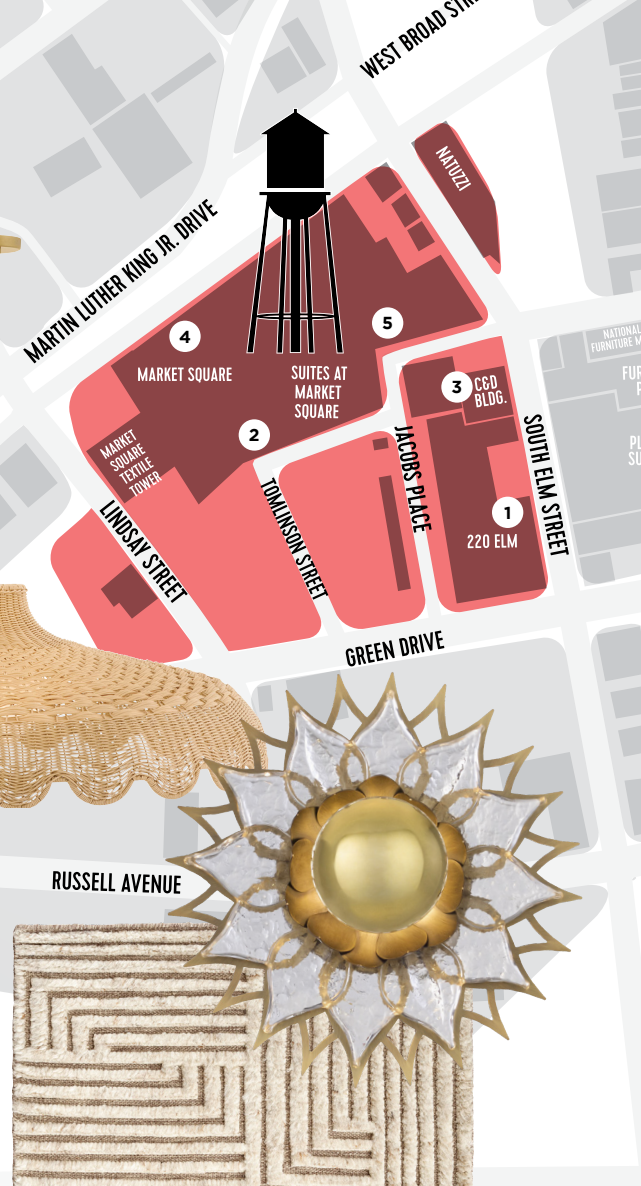 WEST BROAD
NATUZZI
MARTIN LUTHER KING JR. DRIVE
4
5
MARKET SQUARE
SUITES AT
MARKET
SQUARE
3
C&D
BLDG.
NATIONAL
FURNITURE
2
MARKET
SQUARE
TEXTILE
TOWER
JACOBS PLACE
SOUTH ELM STREET
TOMLINSON STREET
LINDSAY STREET
1
220 ELM
GREEN DRIVE
RUSSELL AVENUE